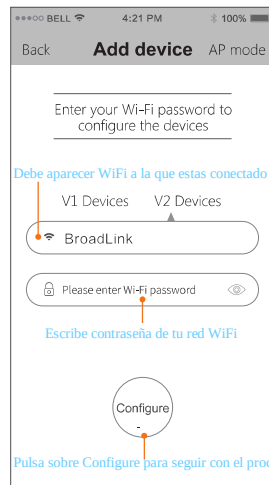 BELL 4:21 PM 100%
Back Add device AP mode
Enter your Wi-Fi password to
configure the devices
Debe aparecer WiFi a la que estas conectado
V1 Devices V2 Devices
BroadLink
Please enter Wi-Fi password
Escribe contraseña de tu red WiFi
Configure
Pulsa sobre Configure para seguir con el proc